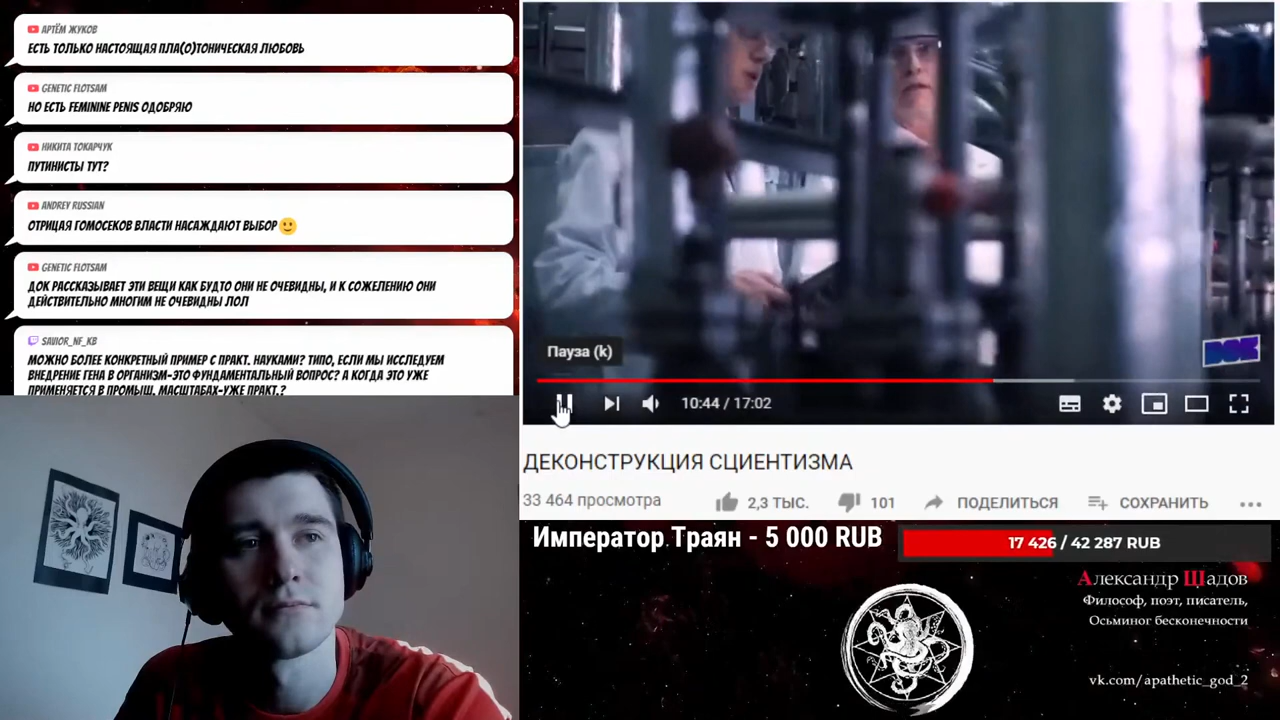 АРТЁМ ЖУКОВ
ЕСТЬ ТОЛЬКО НАСТОЯЩАЯ ПЛА(О)ТОНИЧЕСКАЯ ЛЮБОВЬ
GENETIC FLOTSAM
НО ЕСТЬ FEMININE PENIS ОДОБРЯЮ
НИКИТА ТОКАРЧУК
ПУТИНИСТЫ ТУТ?
ANDREY RUSSIAN
ОТРИЦАЯ ГОМОСЕКОВ ВЛАСТИ НАСАЖДАЮТ ВЫБОР🙂
GENETIC FLOTSAM
ДОК РАССКАЗЫВАЕТ ЭТИ ВЕЩИ КАК БУДТО ОНИ НЕ ОЧЕВИДНЫ, И К СОЖЕЛЕНИЮ ОНИ
ДЕЙСТВИТЕЛЬНО МНОГИМ НЕ ОЧЕВИДНЫ ЛОЛ
SAVIOR_NF_KB
МОЖНО БОЛЕЕ КОНКРЕТНЫЙ ПРИМЕР С ПРАКТ. НАУКАМИ? ТИПО, ЕСЛИ МЫ ИССЛЕДУЕМ
ВНЕДРЕНИЕ ГЕНА В ОРГАНИЗМ-ЭТО ФУНДАМЕНТАЛЬНЫЙ ВОПРОС? А КОГДА ЭТО УЖЕ
ПРИМЕНЯЕТСЯ В ПРОМЫШ. МАСШТАБАХ-УЖЕ ПРАКТ.?
Пауза (k)
DOK
10:44 / 17:02
ДЕКОНСТРУКЦИЯ СЦИЕНТИЗМА
33 464 просмотра
2,3 ТЫС.
101
ПОДЕЛИТЬСЯ
СОХРАНИТЬ
Император Траян - 5 000 RUB
17 426 / 42 287 RUB
Александр Шадов
Философ, поэт, писатель,
Осьминог бесконечности
vk.com/apathetic_god_2